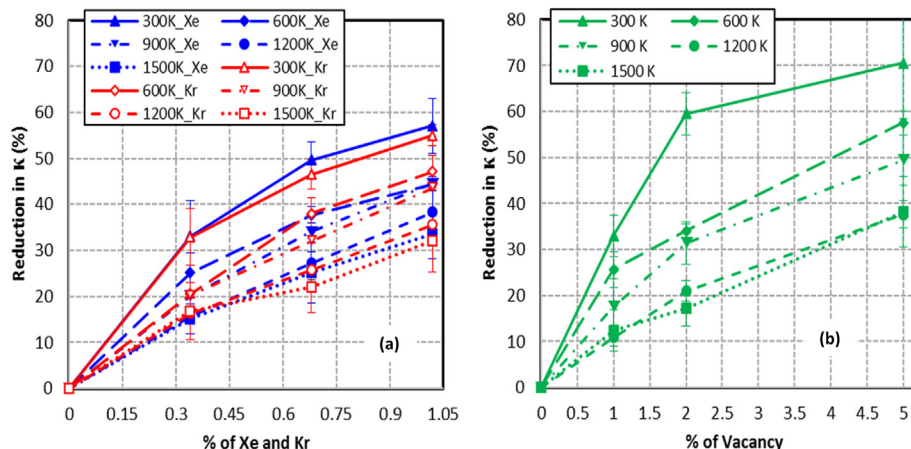 80
70
60
50
40
30
20
10
0
Reduction in κ (%)
300K_Xe 600K_Xe
900K_Xe 1200K_Xe
1500K_Xe 300K_Kr
600K_Kr 900K_Kr
1200K_Kr 1500K_Kr
(a)
0 0.15 0.3 0.45 0.6 0.75 0.9 1.05
% of Xe and Kr
80
70
60
50
40
30
20
10
0
Reduction in κ (%)
300 K 600 K
900 K 1200 K
1500 K
(b)
0 0.5 1 1.5 2 2.5 3 3.5 4 4.5 5
% of Vacancy